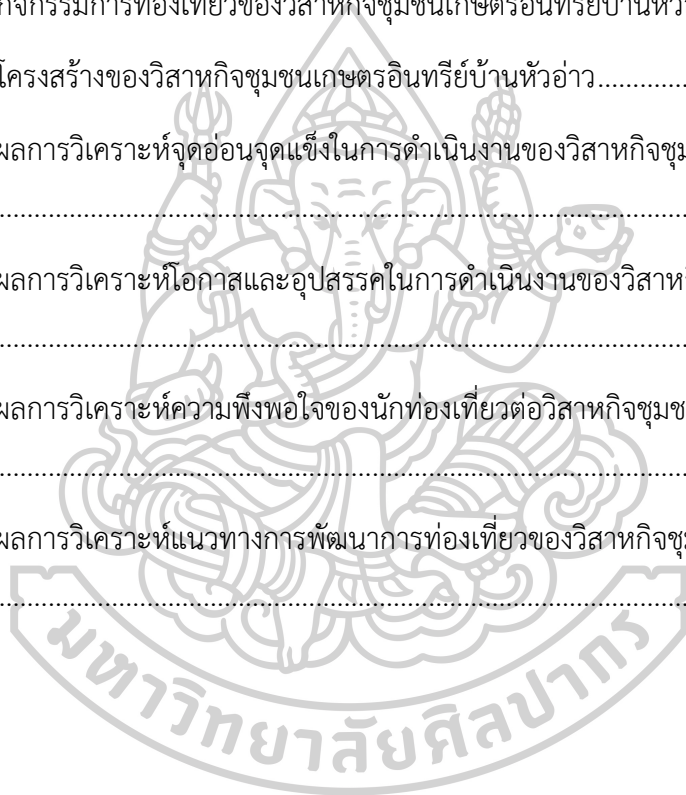 กิจกรรมการท่องเที่ยวของวิสาหกิจชุมชนเกษตรอินทรีย์บ้านหัว
โครงสร้างของวิสาหกิจชุมชนเกษตรอินทรีย์บ้านหัวอ่าว................
ผลการวิเคราะห์จุดอ่อนจุดแข็งในการดำเนินงานของวิสาหกิจชุม
....................................................................................................
ผลการวิเคราะห์โอกาสและอุปสรรคในการดำเนินงานของวิสาห
....................................................................................................
ผลการวิเคราะห์ความพึงพอใจของนักท่องเที่ยวต่อวิสาหกิจชุมช
....................................................................................................
ผลการวิเคราะห์แนวทางการพัฒนาการท่องเที่ยวของวิสาหกิจชุ
....................................................................................................
มหาวิทยาลัยศิลปากร